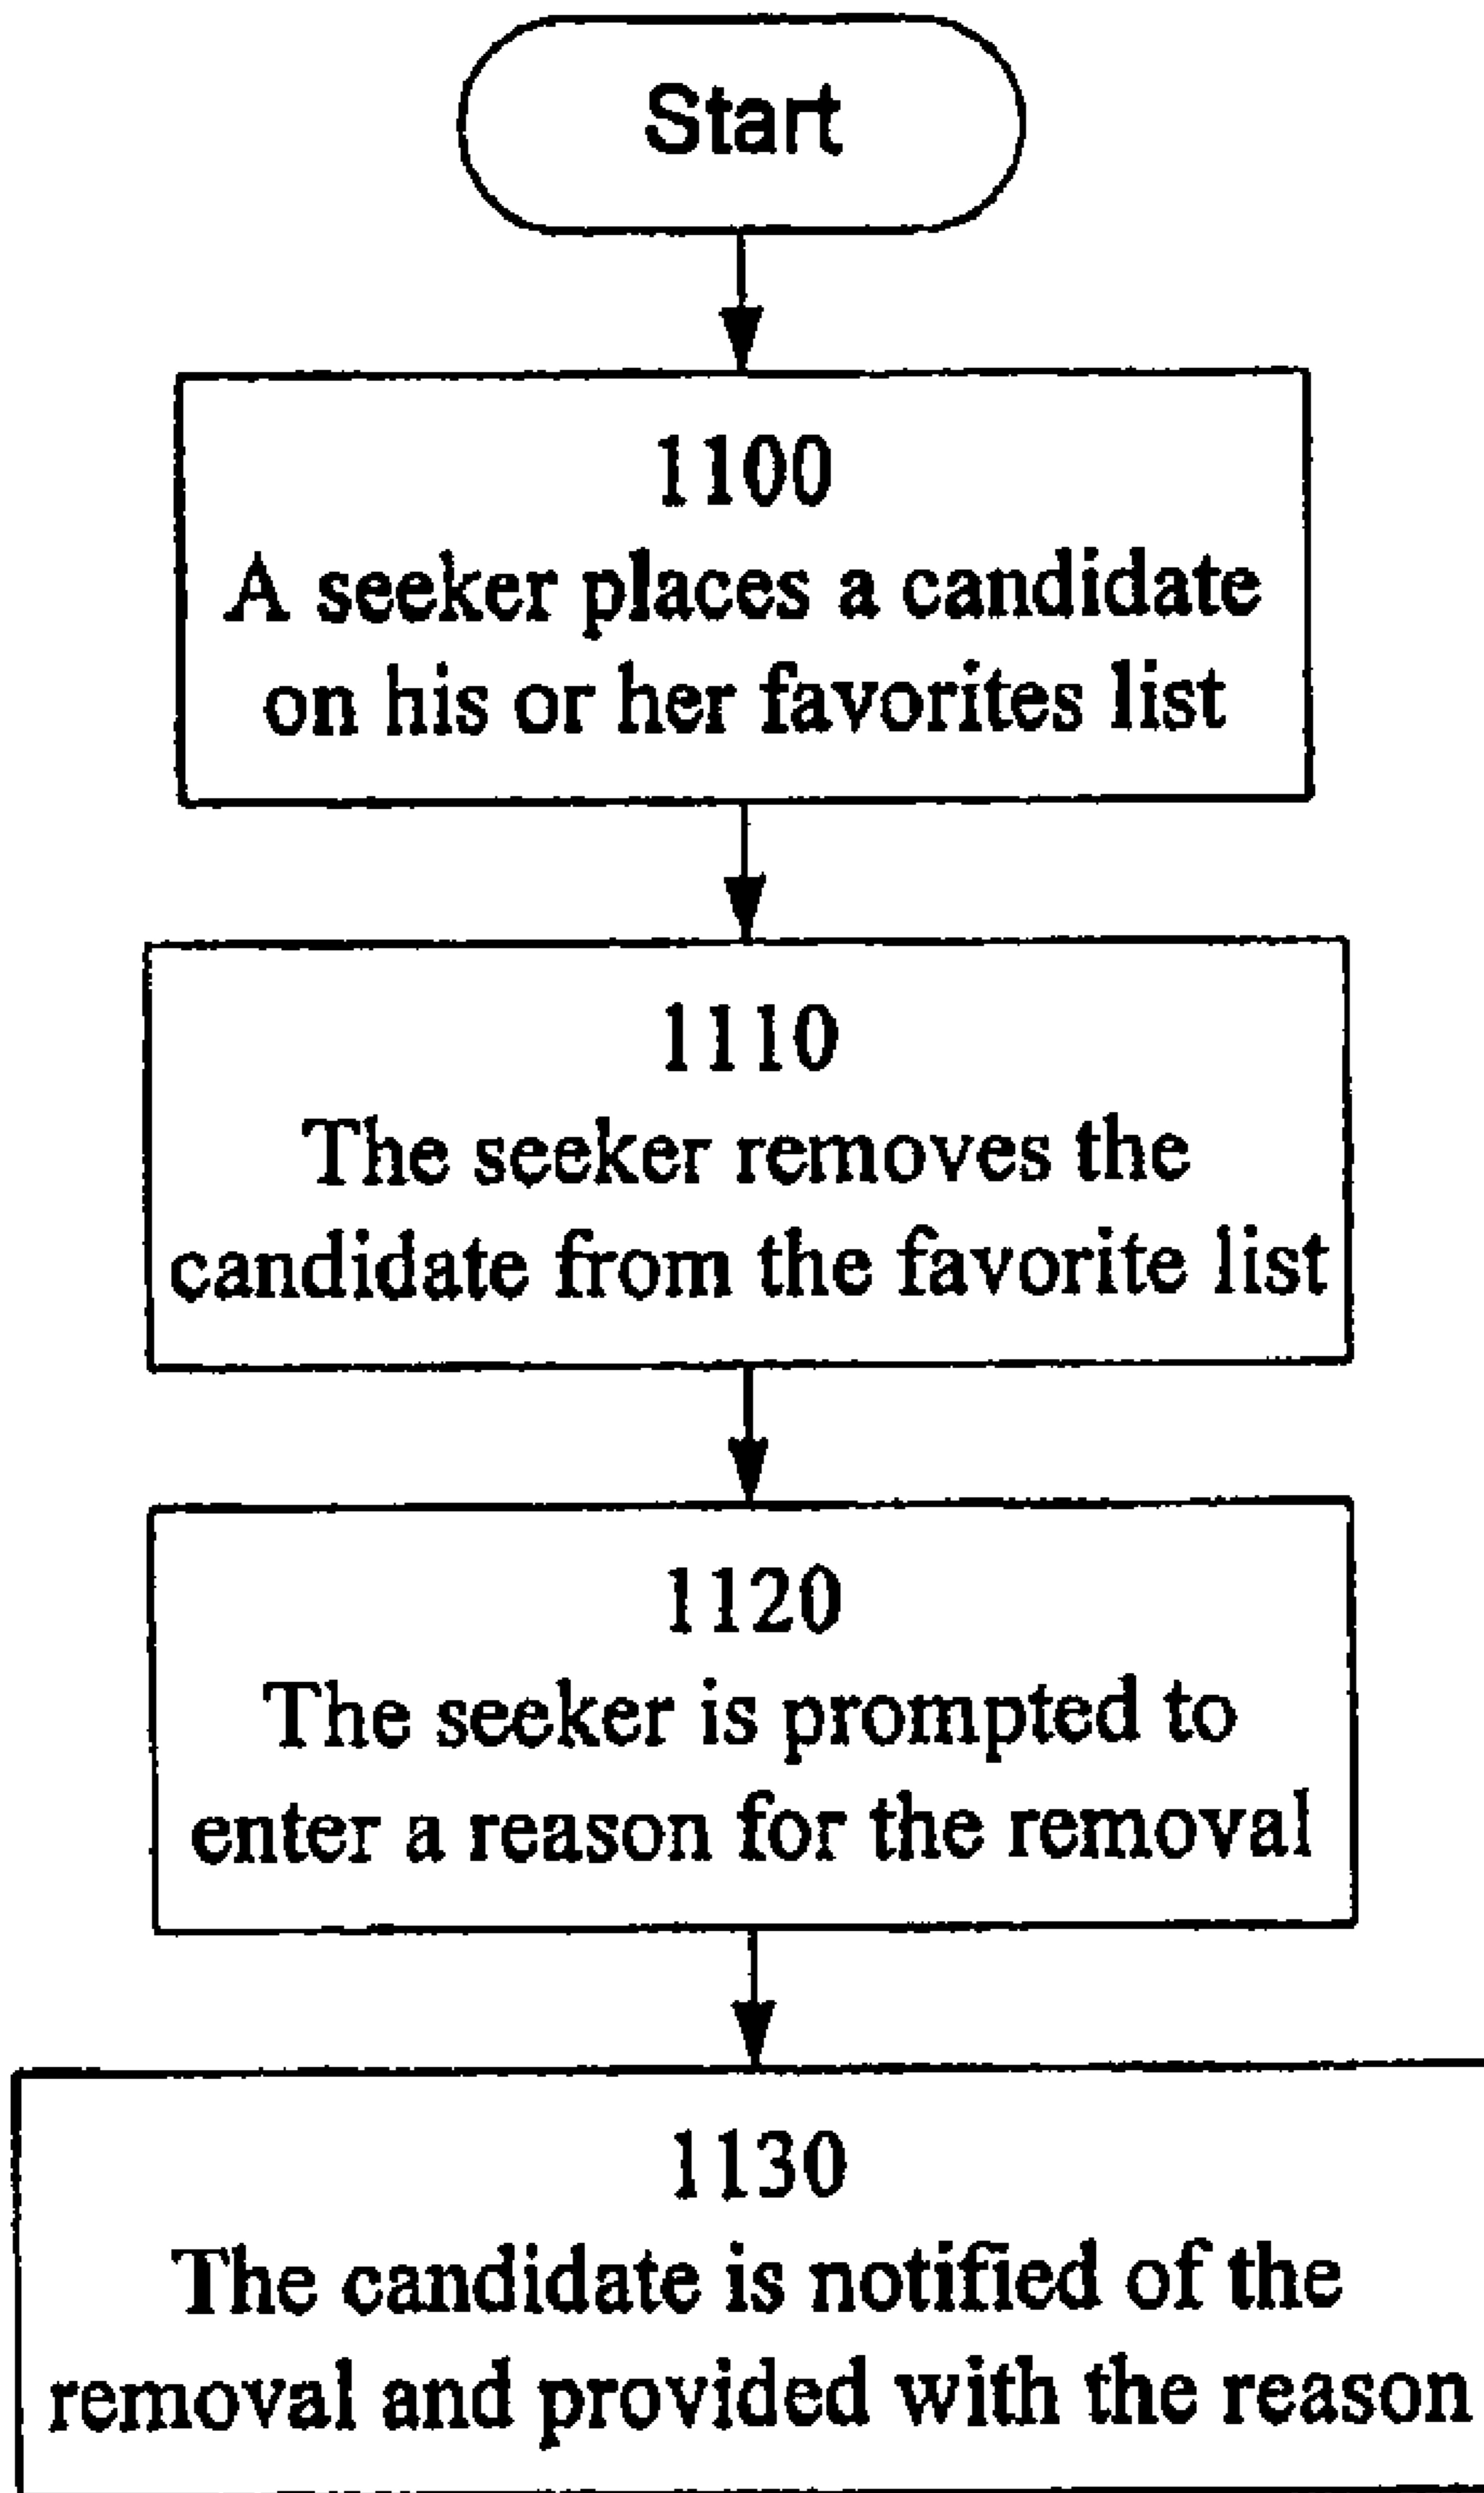 Start
1100
A seeker places a candidate
on his or her favorites list
1110
The seeker removes the
candidate from the favorite list
1120
The seeker is prompted to
enter a reason for the removal
1130
The candidate is notified of the
removal and provided with the reason